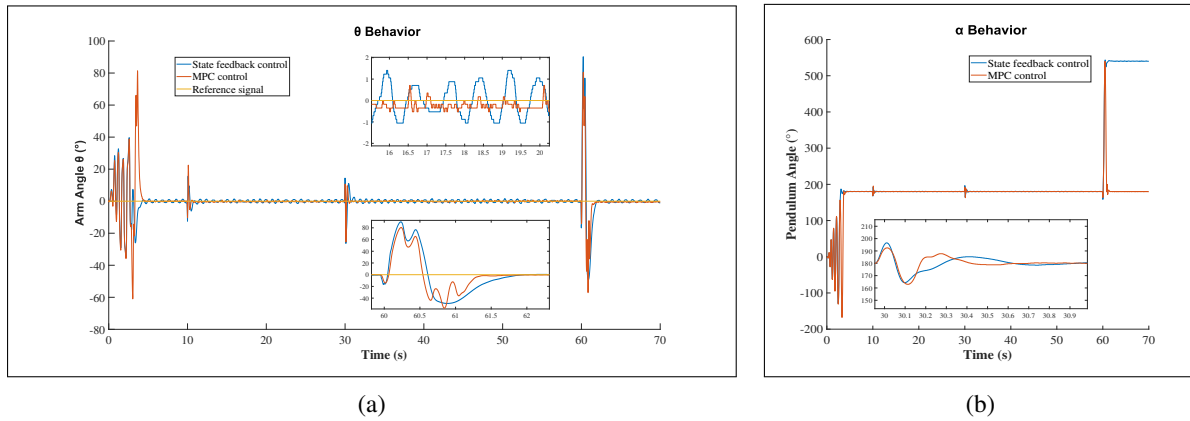 θ Behavior
State feedback control
MPC control
Reference signal
Arm Angle θ (°)
100
80
60
40
20
0
-20
-40
-60
-80
0 10 20 30 40 50 60 70
Time (s)
2
1
0
-1
-2
16 16.5 17 17.5 18 18.5 19 19.5 20
80
60
40
20
0
-20
-40
60 60.5 61 61.5 62
(a)
α Behavior
State feedback control
MPC control
Pendulum Angle (°)
600
500
400
300
200
100
0
-100
-200
0 10 20 30 40 50 60 70
Time (s)
210
200
190
180
170
160
150
30 30.1 30.2 30.3 30.4 30.5 30.6 30.7 30.8 30.9
(b)